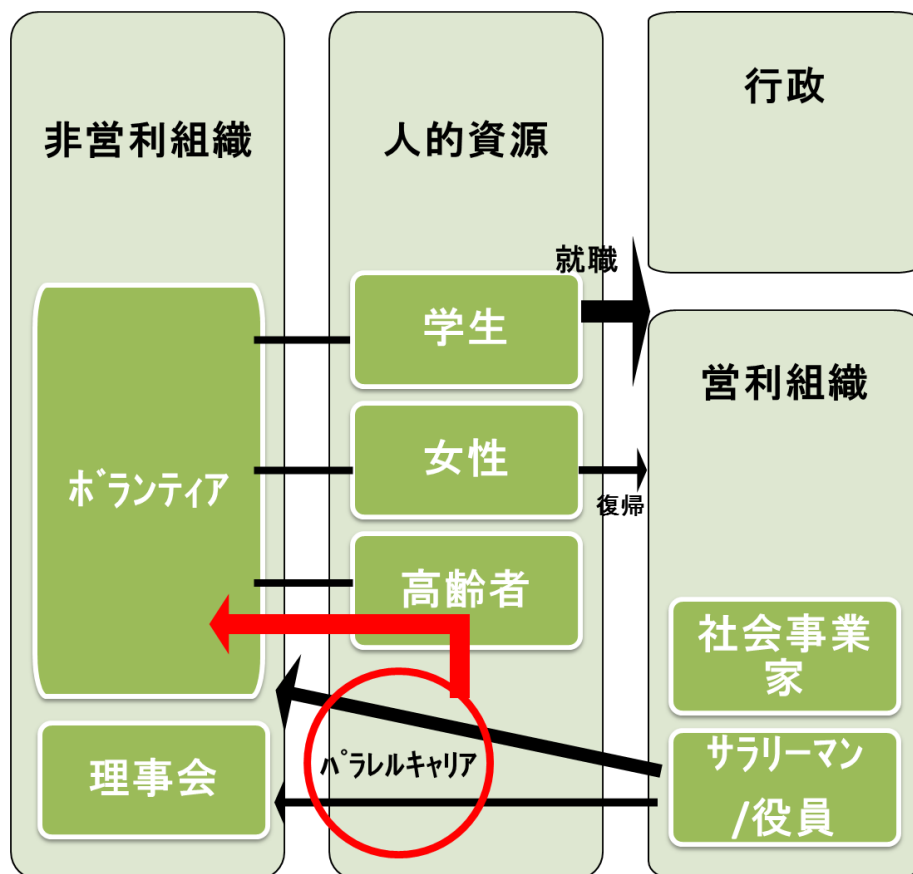 非営利組織
人的資源
行政
就職
学生
営利組織
女性
復帰
ﾎﾞﾗﾝﾃｨｱ
高齢者
社会事業
家
ﾊﾟﾗﾚﾙｷｬﾘｱ
理事会
ｻﾗﾘｰﾏﾝ
/役員